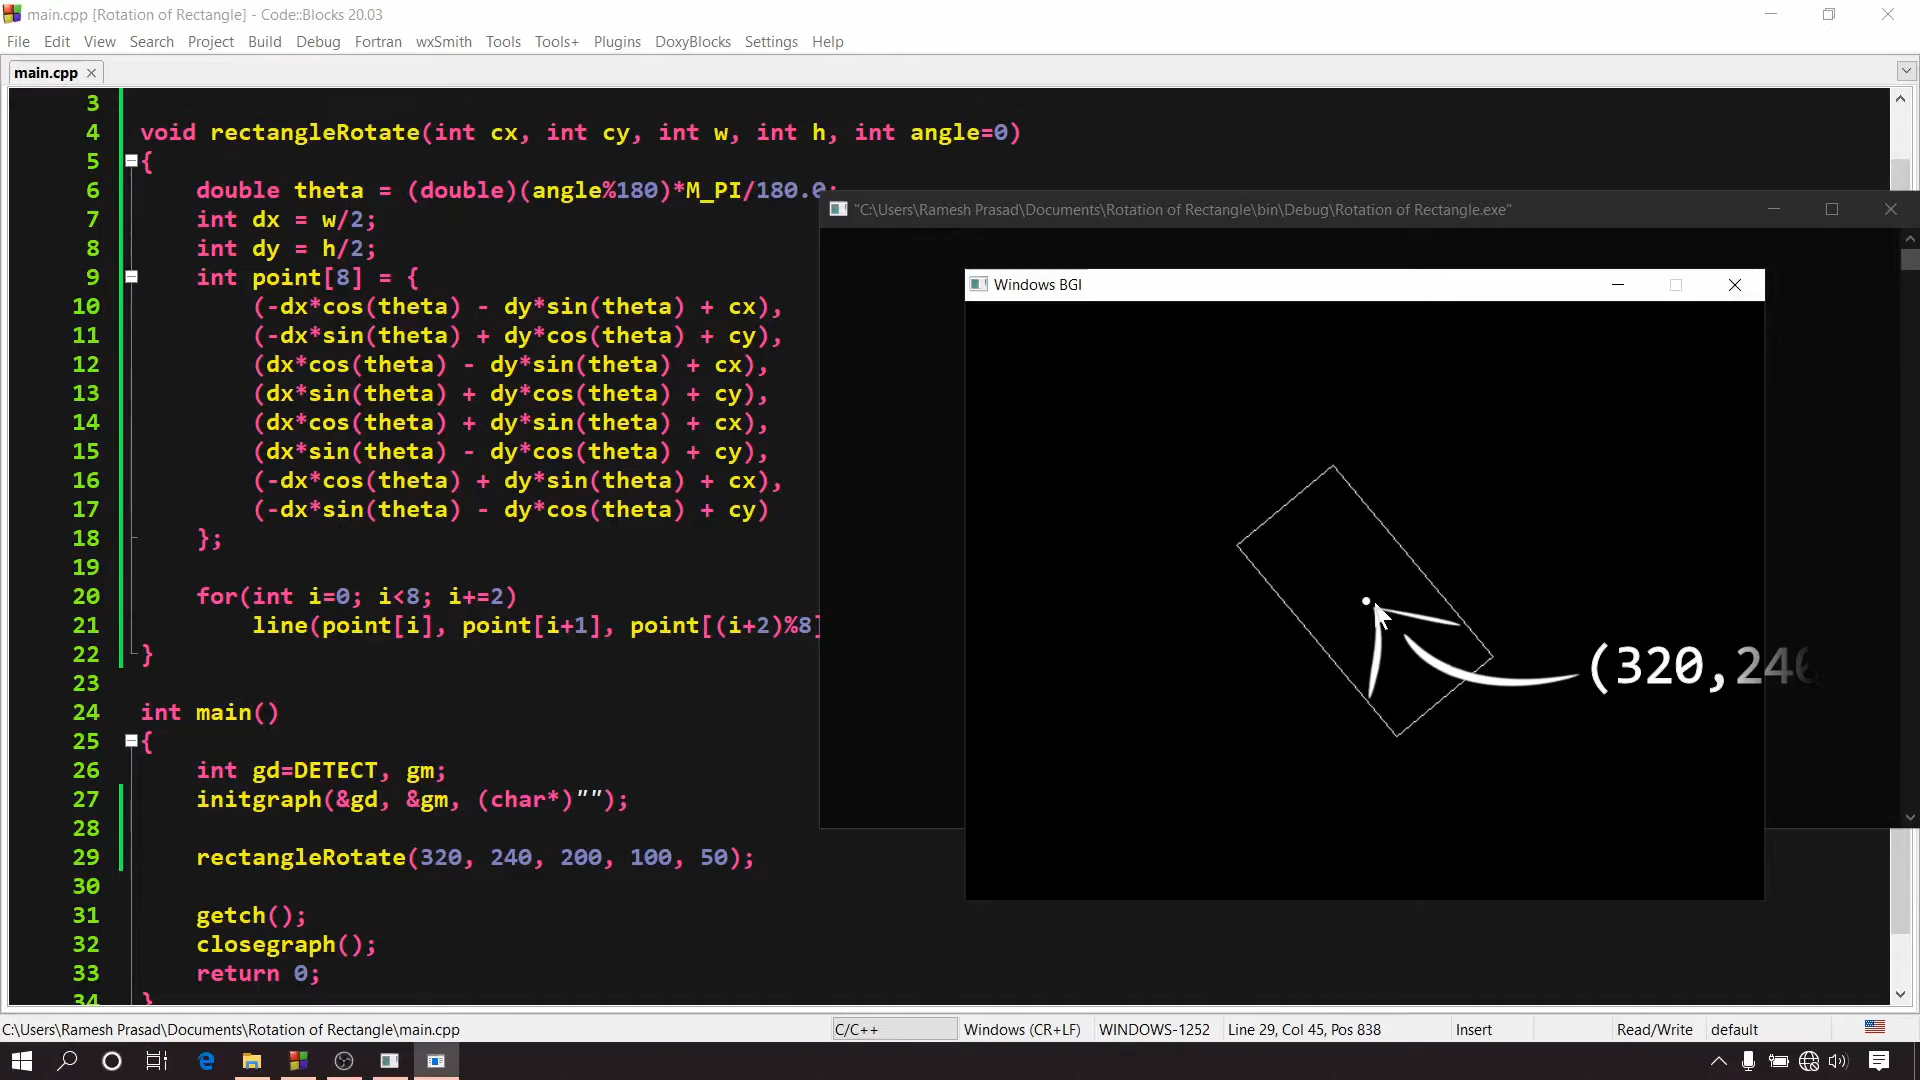 main.cpp [Rotation of Rectangle] - Code::Blocks 20.03
File Edit View Search Project Build Debug Fortran wxSmith Tools Tools+ Plugins DoxyBlocks Settings Help
main.cpp
3
4 void rectangleRotate(int cx, int cy, int w, int h, int angle=0)
5 {
6 double theta = (double)(angle%180)*M_PI/180.0;
7 int dx = w/2;
8 int dy = h/2;
9 int point[8] = {
10 (-dx*cos(theta) - dy*sin(theta) + cx),
11 (-dx*sin(theta) + dy*cos(theta) + cy),
12 (dx*cos(theta) - dy*sin(theta) + cx),
13 (dx*sin(theta) + dy*cos(theta) + cy),
14 (dx*cos(theta) + dy*sin(theta) + cx),
15 (dx*sin(theta) - dy*cos(theta) + cy),
16 (-dx*cos(theta) + dy*sin(theta) + cx),
17 (-dx*sin(theta) - dy*cos(theta) + cy)
18 };
19
20 for(int i=0; i<8; i+=2)
21 line(point[i], point[i+1], point[(i+2)%8]
22 }
23
24 int main()
25 {
26 int gd=DETECT, gm;
27 initgraph(&gd, &gm, (char*)"");
28
29 rectangleRotate(320, 240, 200, 100, 50);
30
31 getch();
32 closegraph();
33 return 0;
34 }
"C:\Users\Ramesh Prasad\Documents\Rotation of Rectangle\bin\Debug\Rotation of Rectangle.exe"
Windows BGI
(320,240
C:\Users\Ramesh Prasad\Documents\Rotation of Rectangle\main.cpp C/C++ Windows (CR+LF) WINDOWS-1252 Line 29, Col 45, Pos 838 Insert Read/Write default